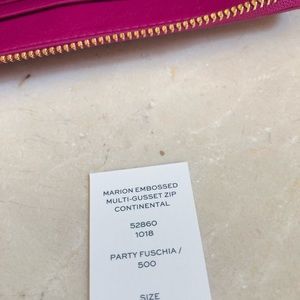 MARION EMBOSSED
MULTI-GUSSET ZIP
CONTINENTAL
52860
1018
PARTY FUSCHIA /
500
SIZE